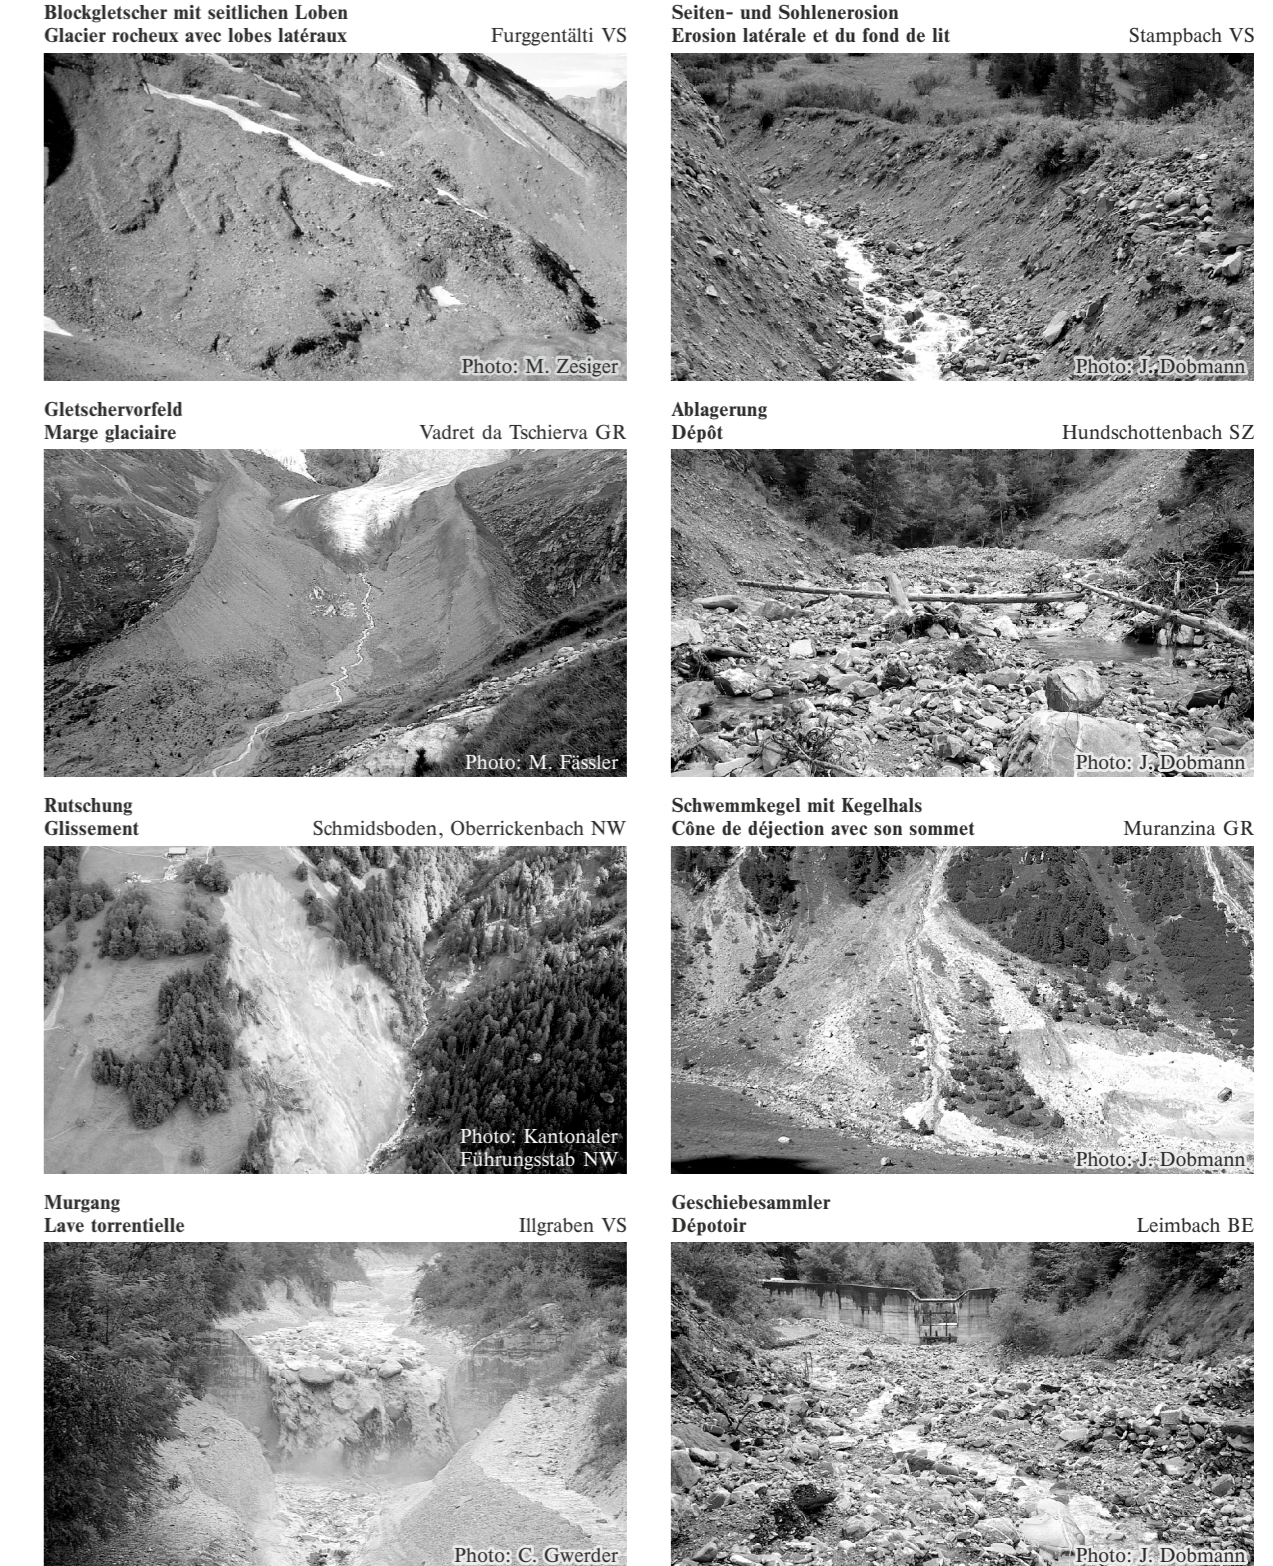 Blockgletscher mit seitlichen Loben
Glacier rocheux avec lobes latéraux Furggentälti VS
Photo: M. Zesiger
Seiten- und Sohlenerosion
Erosion latérale et du fond de lit Stampbach VS
Photo: J. Dobmann
Gletschervorfeld
Marge glaciaire Vadret da Tschierva GR
Photo: M. Fässler
Ablagerung
Dépôt Hundschottenbach SZ
Photo: J. Dobmann
Rutschung
Glissement Schmidsboden, Oberrickenbach NW
Photo: Kantonaler
Führungsstab NW
Schwemmkegel mit Kegelhals
Cône de déjection avec son sommet Muranzina GR
Photo: J. Dobmann
Murgang
Lave torrentielle Illgraben VS
Photo: C. Gwerder
Geschiebesammler
Dépotoir Leimbach BE
Photo: J. Dobmann